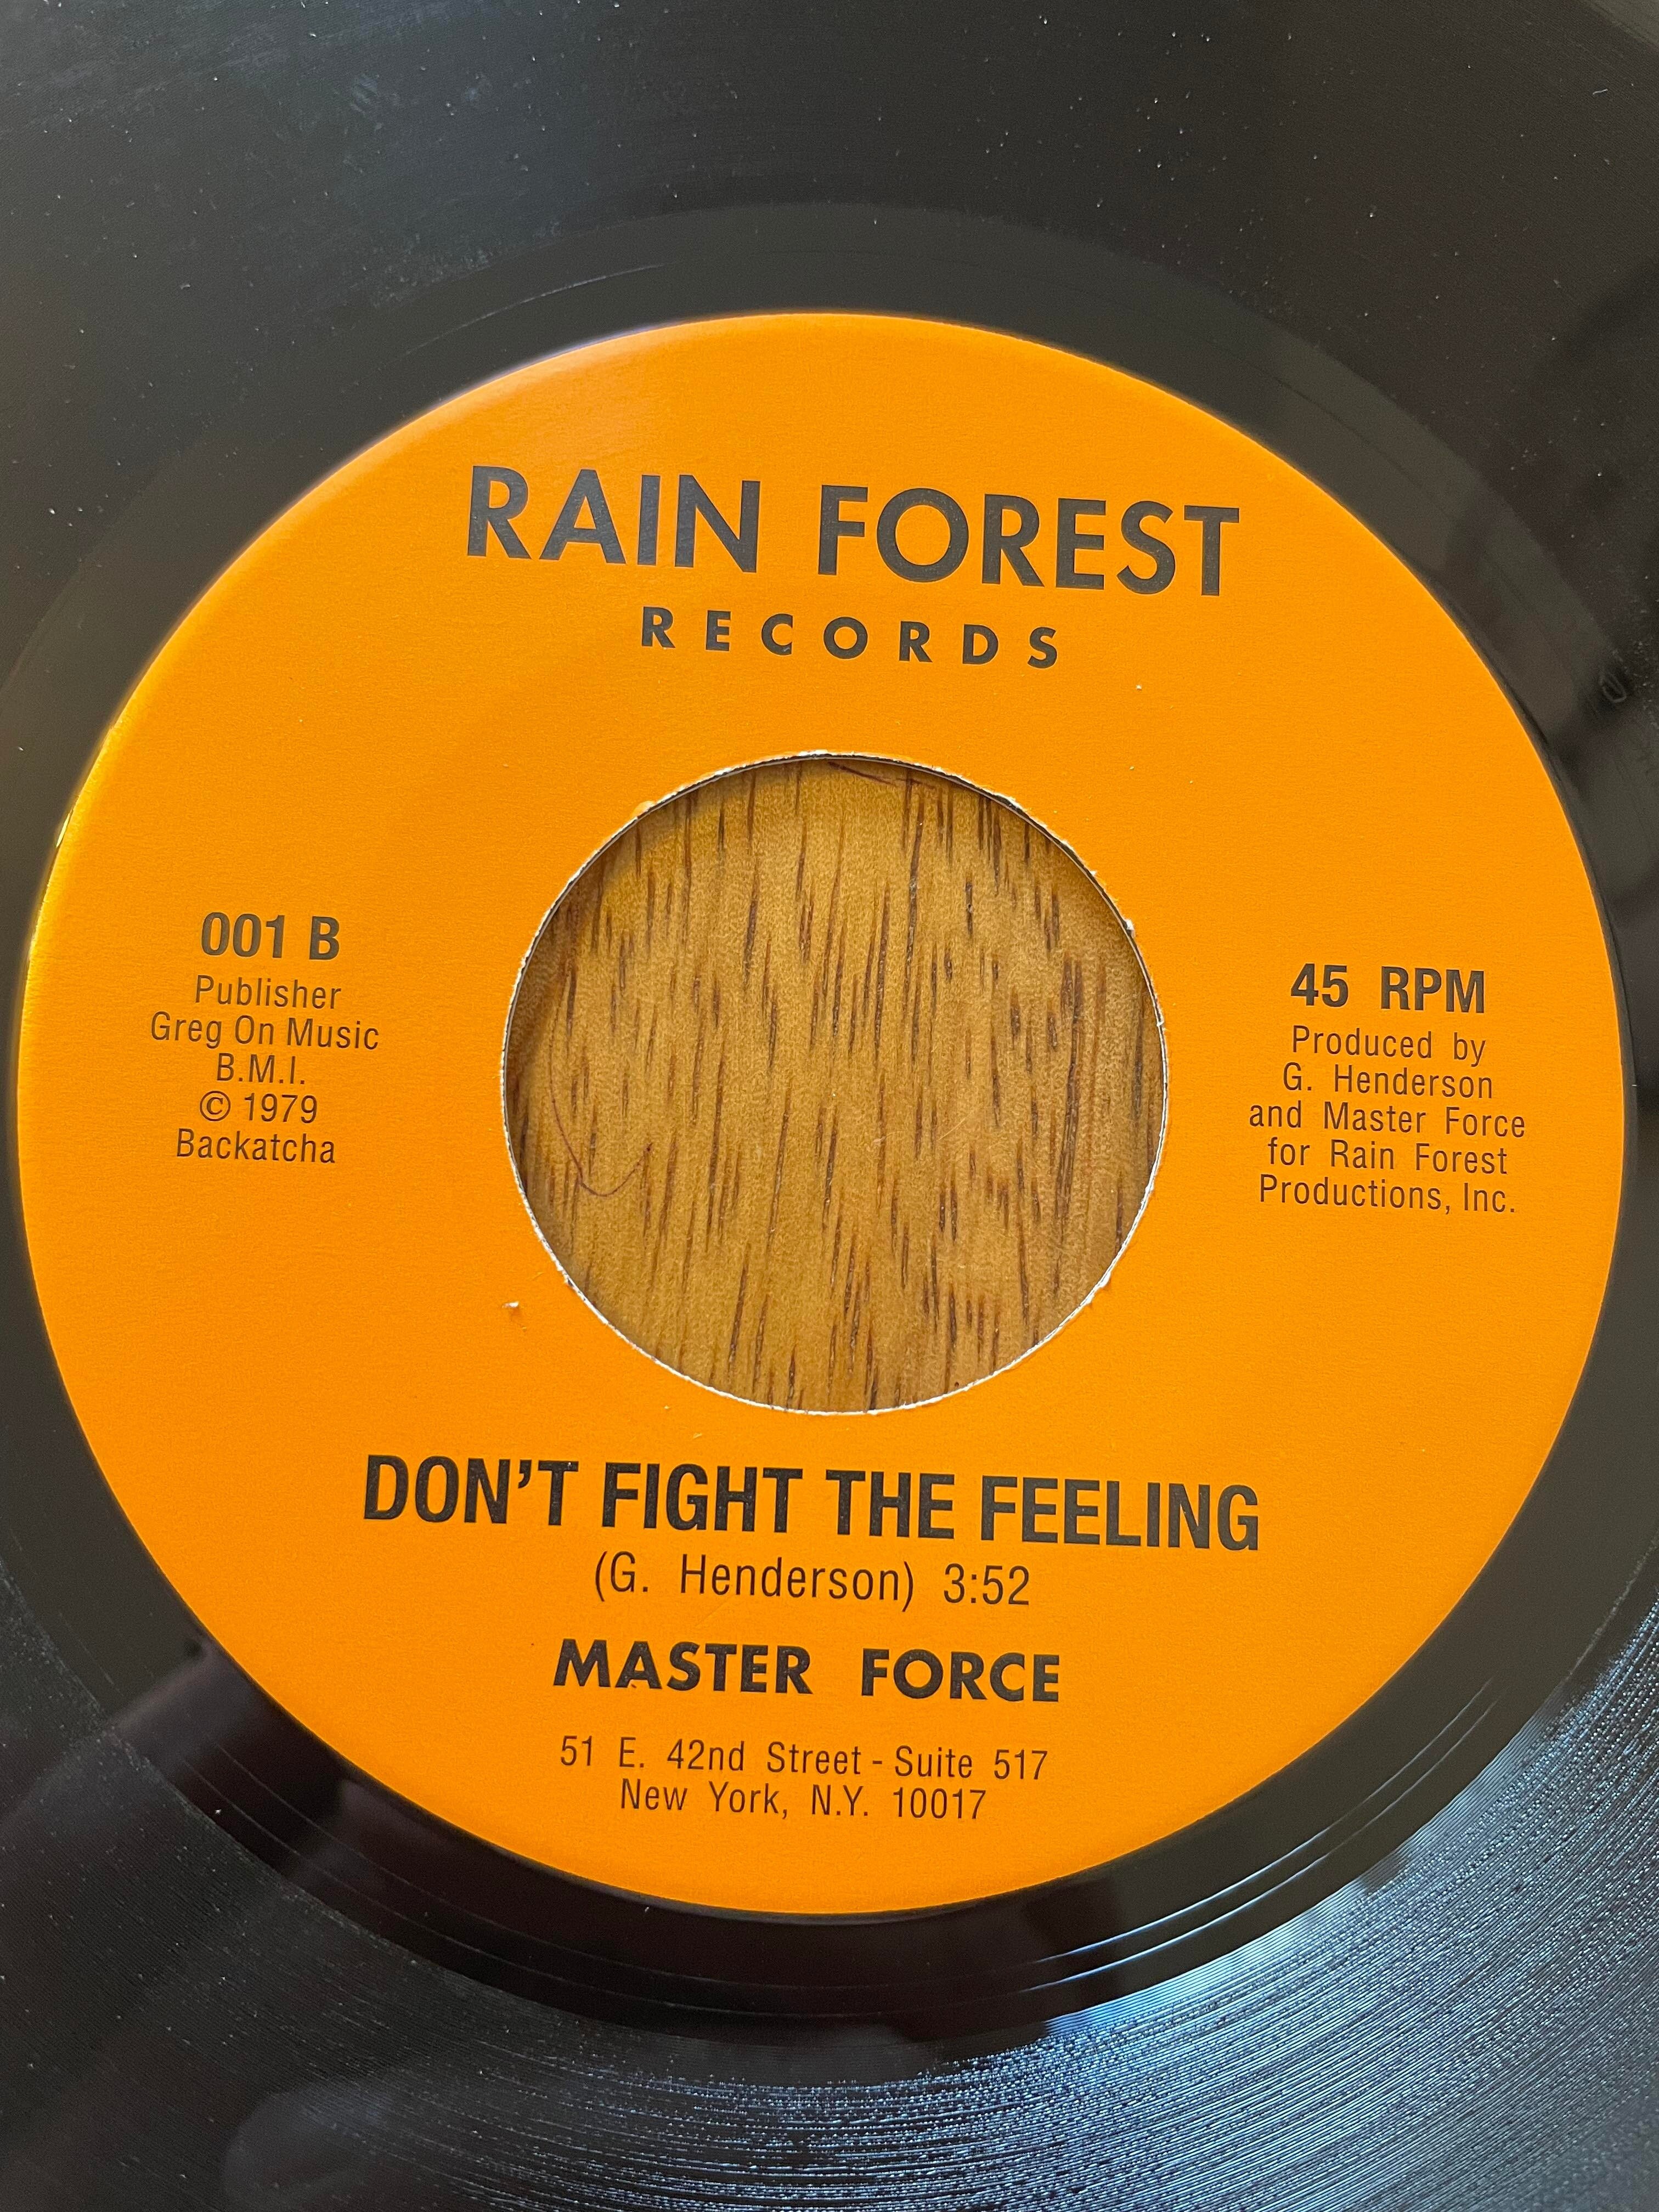 RAIN FOREST
RECORDS
001 B
Publisher
Greg On Music
B.M.I.
© 1979
Backatcha
45 RPM
Produced by
G. Henderson
and Master Force
for Rain Forest
Productions, Inc.
DON'T FIGHT THE FEELING
(G. Henderson) 3:52
MASTER FORCE
51 E. 42nd Street - Suite 517
New York, N.Y. 10017